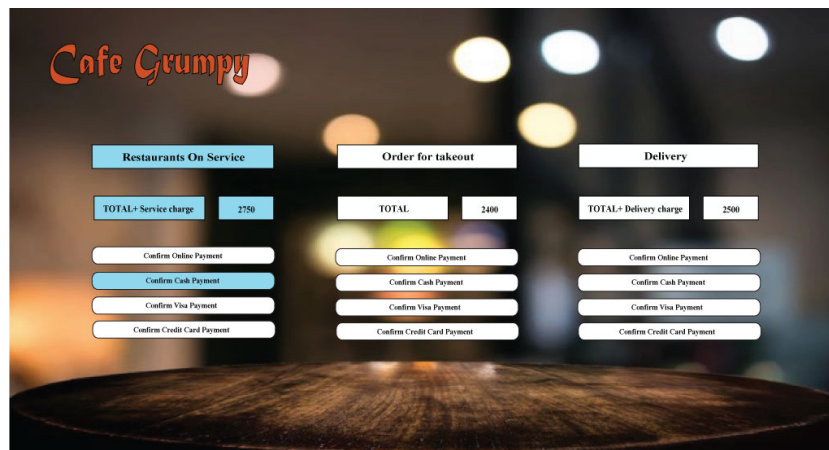 Cafe Grumpy
Restaurants On Service
TOTAL+ Service charge 2750
Confirm Online Payment
Confirm Cash Payment
Confirm Visa Payment
Confirm Credit Card Payment
Order for takeout
TOTAL 2400
Confirm Online Payment
Confirm Cash Payment
Confirm Visa Payment
Confirm Credit Card Payment
Delivery
TOTAL+ Delivery charge 2500
Confirm Online Payment
Confirm Cash Payment
Confirm Visa Payment
Confirm Credit Card Payment